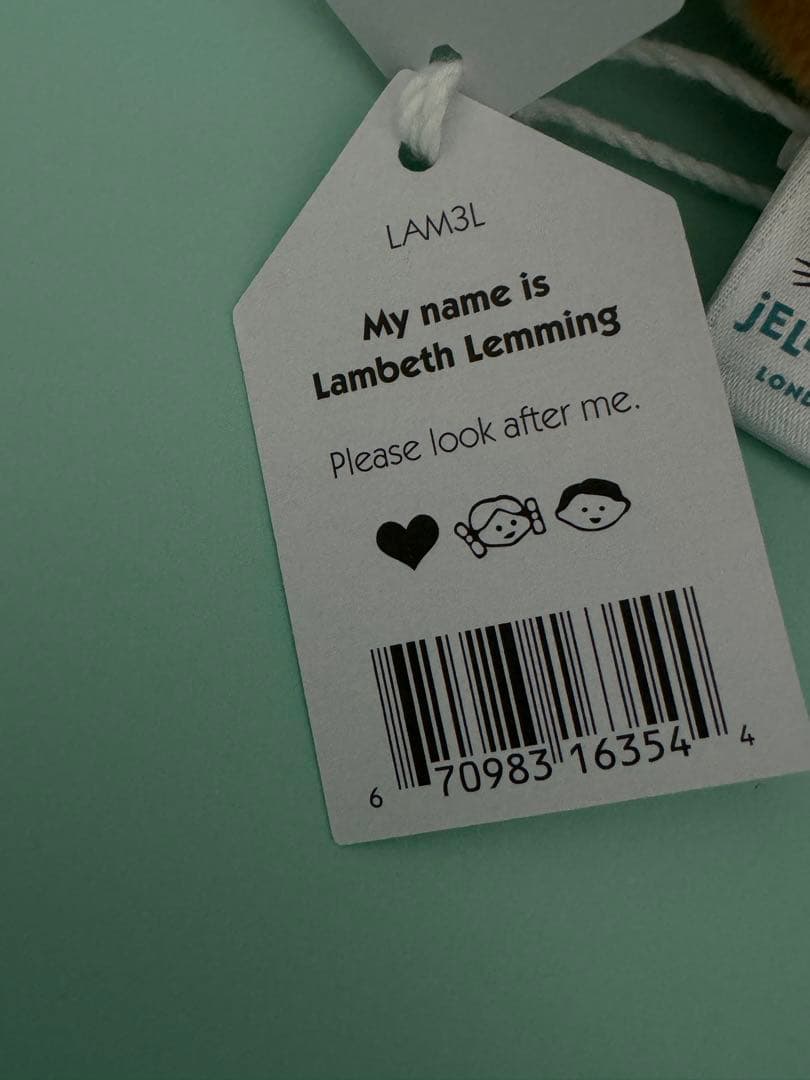 LAM3L
My name is
Lambeth Lemming
Please look after me.
6 70983 16354 4